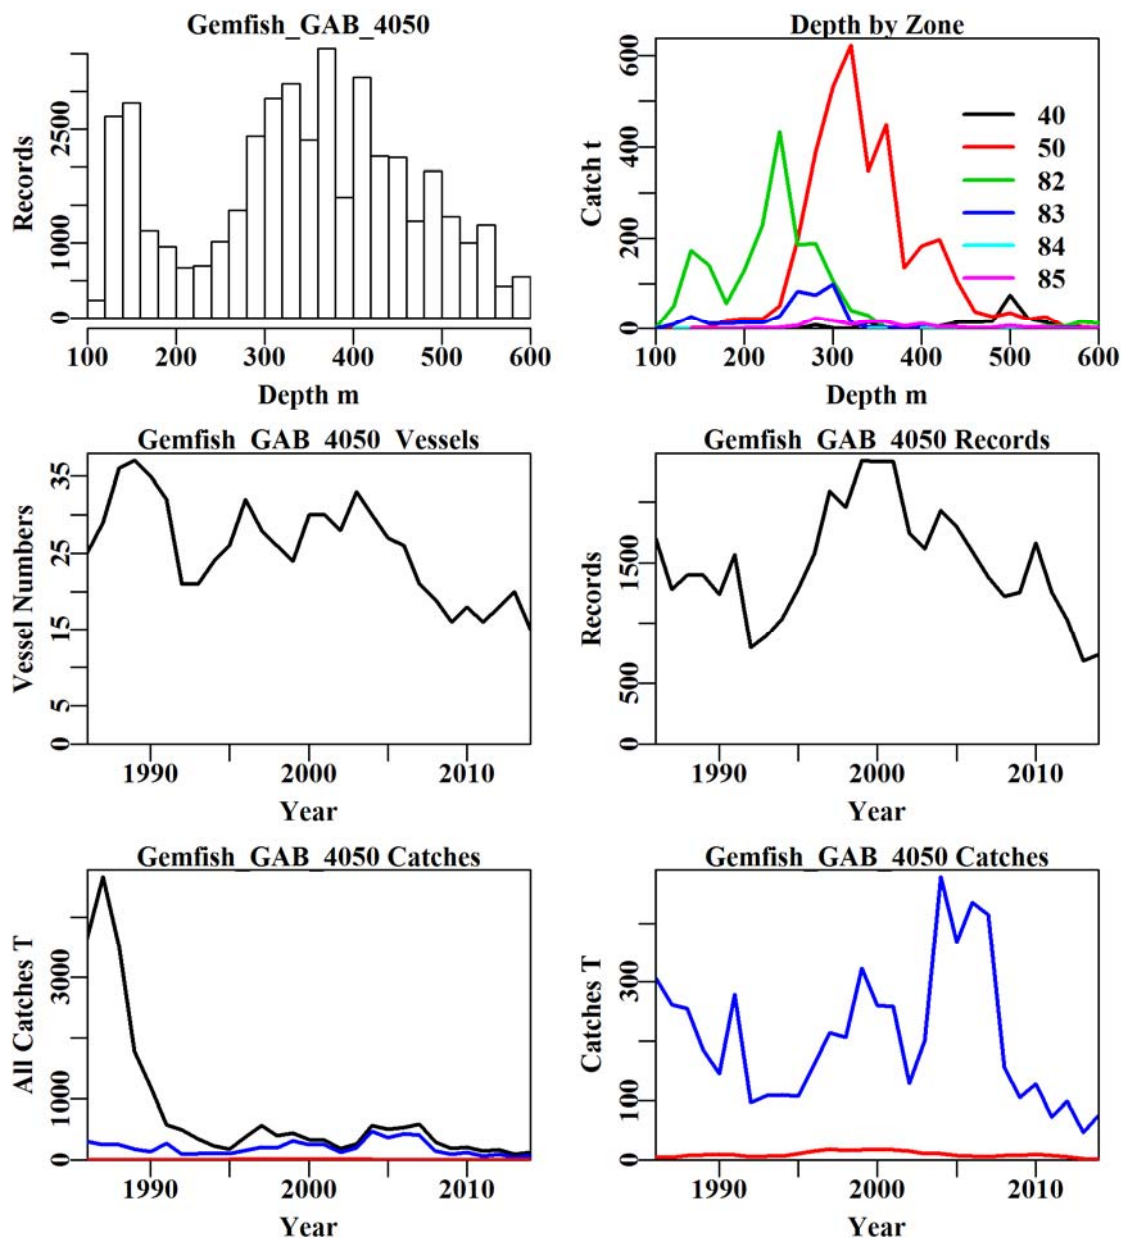 Gemfish_GAB_4050
Records
0
1000
2500
100 200 300 400 500 600
Depth m
Depth by Zone
Catch t
0
200
400
600
40
50
82
83
84
85
100 200 300 400 500 600
Depth m
Gemfish_GAB_4050_Vessels
Vessel Numbers
0
5
15
25
35
1990 2000 2010
Year
Gemfish_GAB_4050 Records
Records
0
500
1500
1990 2000 2010
Year
Gemfish_GAB_4050 Catches
All Catches T
0
1000
3000
1990 2000 2010
Year
Gemfish_GAB_4050 Catches
Catches T
0
100
300
1990 2000 2010
Year